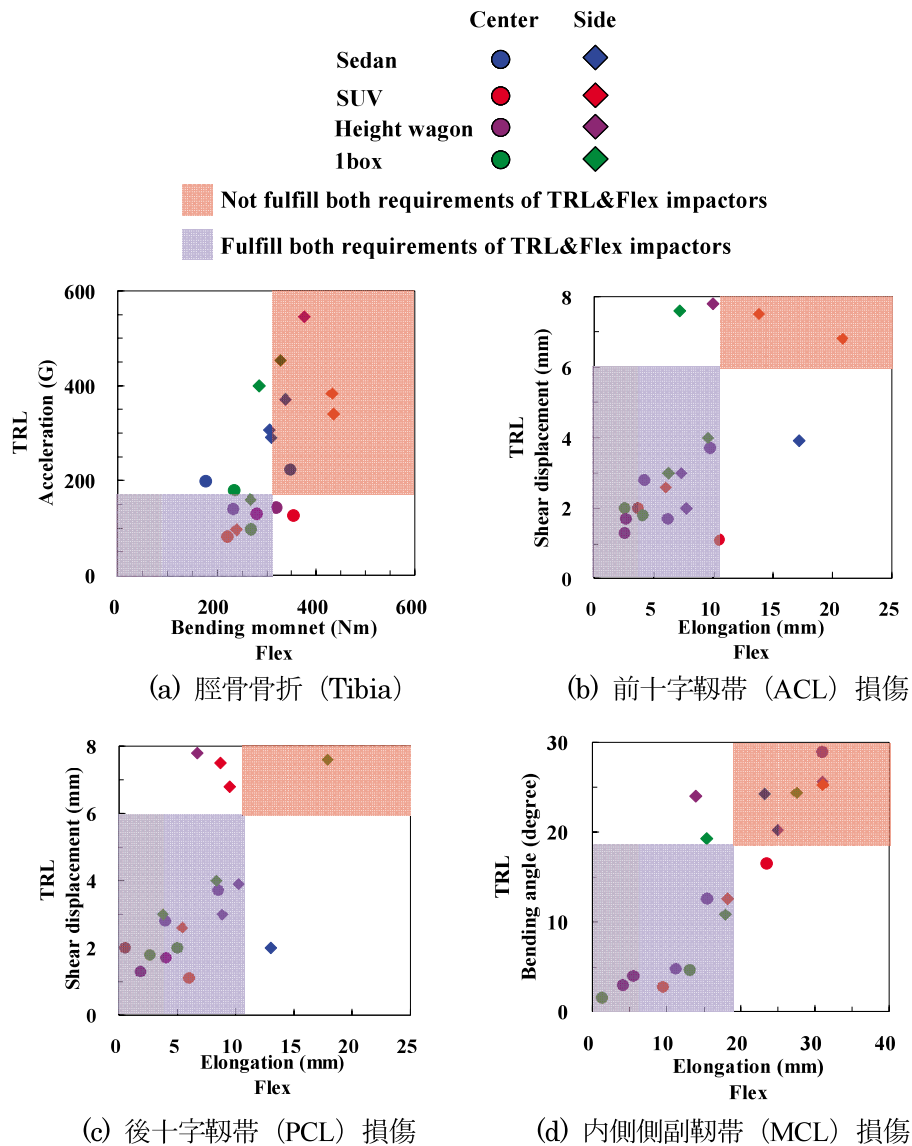 Center Side
Sedan
SUV
Height wagon
1box
Not fulfill both requirements of TRL&Flex impactors
Fulfill both requirements of TRL&Flex impactors
TRL
Acceleration (G)
600
400
200
0
0 200 400 600
Bending momnet (Nm)
Flex
(a) 脛骨骨折 (Tibia)
TRL
Shear displacement (mm)
8
6
4
2
0
0 5 10 15 20 25
Elongation (mm)
Flex
(b) 前十字靱帯 (ACL) 損傷
TRL
Shear displacement (mm)
8
6
4
2
0
0 5 10 15 20 25
Elongation (mm)
Flex
(c) 後十字靱帯 (PCL) 損傷
TRL
Bending angle (degree)
30
20
10
0
0 10 20 30 40
Elongation (mm)
Flex
(d) 内側側副靱帯 (MCL) 損傷